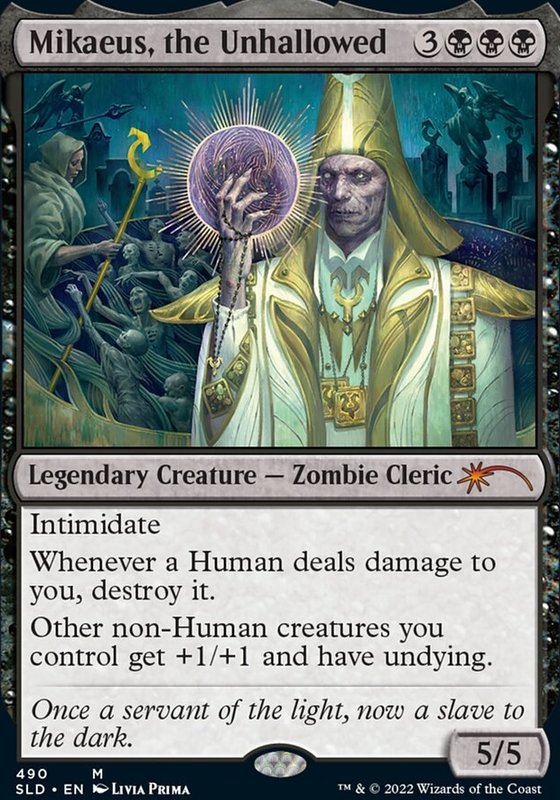 Mikaeus, the Unhallowed 3
Legendary Creature — Zombie Cleric
Intimidate
Whenever a Human deals damage to
you, destroy it.
Other non-Human creatures you
control get +1/+1 and have undying.
Once a servant of the light, now a slave to
the dark.
5/5
490 M
SLD • EN Livia Prima
™ & © 2022 Wizards of the Coast